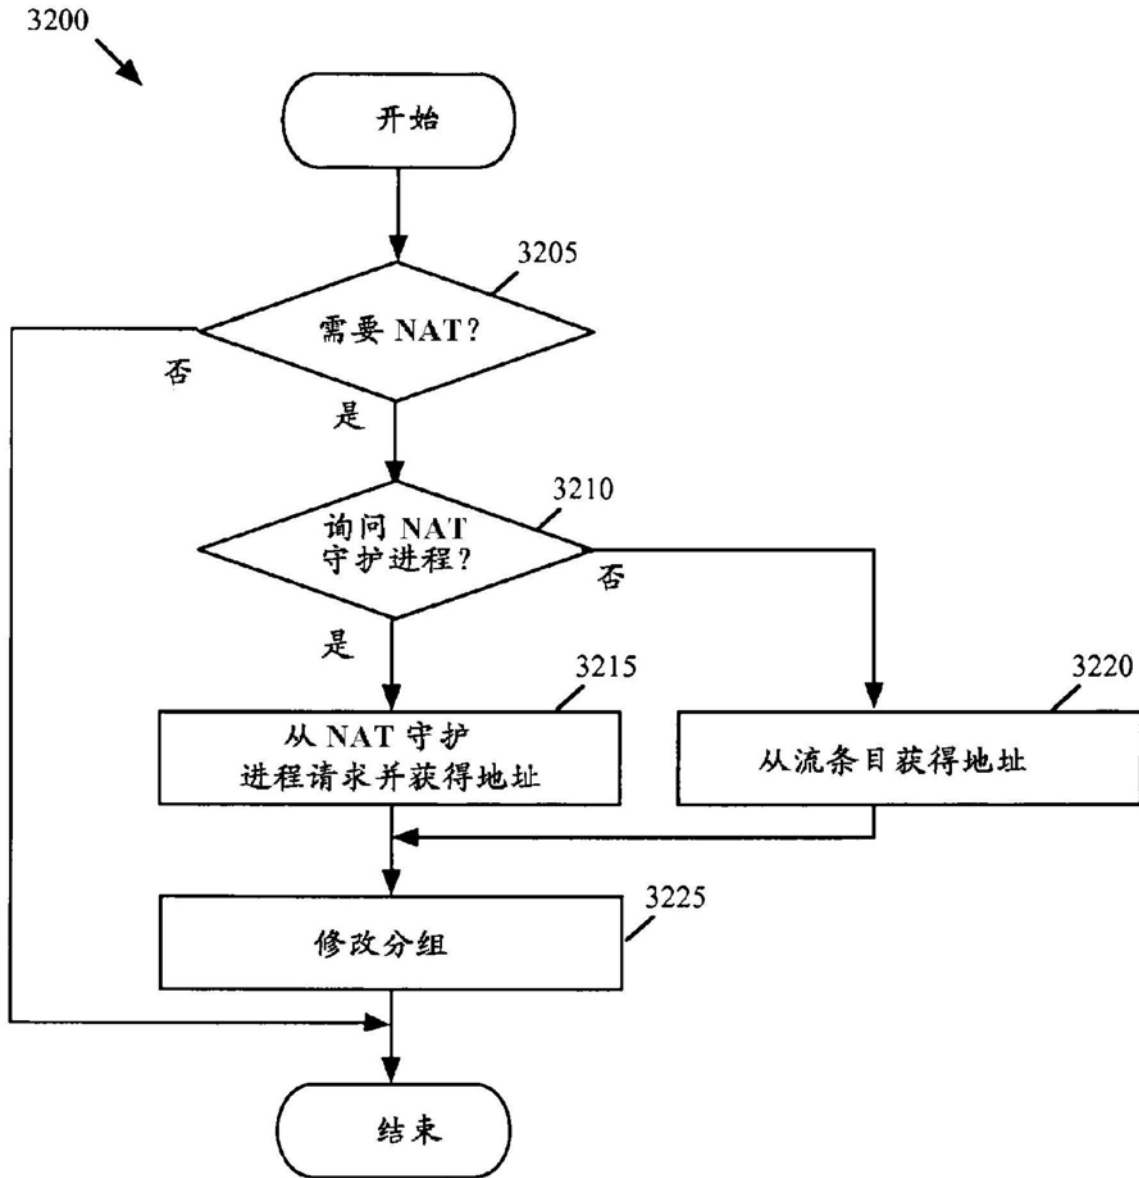 3200
开始
3205
需要 NAT?
否
是
3210
询问 NAT
守护进程?
否
是
3215
从 NAT 守护
进程请求并获得地址
3220
从流条目获得地址
3225
修改分组
结束